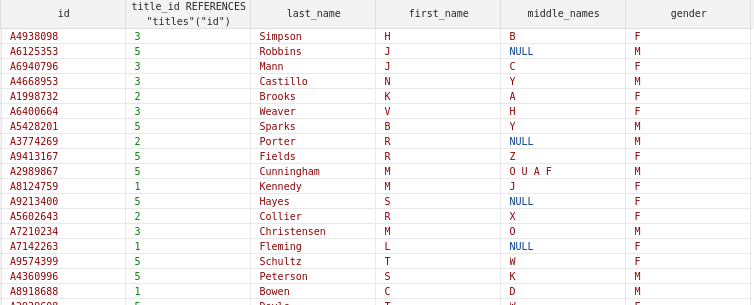 id title_id REFERENCES "titles"("id") last_name first_name middle_names gender
A4938098 3 Simpson H B F
A6125353 5 Robbins J NULL M
A6940796 3 Mann J C F
A4668953 3 Castillo N Y M
A1998732 2 Brooks K A F
A6400664 3 Weaver V H F
A5428201 5 Sparks B Y M
A3774269 2 Porter R NULL M
A9413167 5 Fields R Z F
A2989867 5 Cunningham M O U A F M
A8124759 1 Kennedy M J F
A9213400 5 Hayes S NULL F
A5602643 2 Collier R X F
A7210234 3 Christensen M O M
A7142263 1 Fleming L NULL F
A9574399 5 Schultz T W F
A4360996 5 Peterson S K M
A8918688 1 Bowen C D M